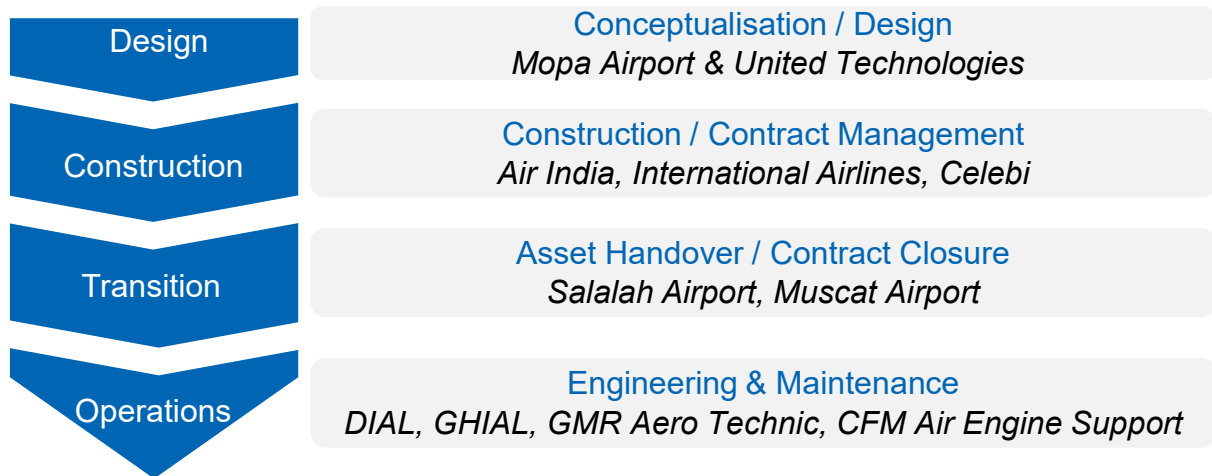 Design
Conceptualisation / Design
Mopa Airport & United Technologies
Construction
Construction / Contract Management
Air India, International Airlines, Celebi
Transition
Asset Handover / Contract Closure
Salalah Airport, Muscat Airport
Operations
Engineering & Maintenance
DIAL, GHIAL, GMR Aero Technic, CFM Air Engine Support